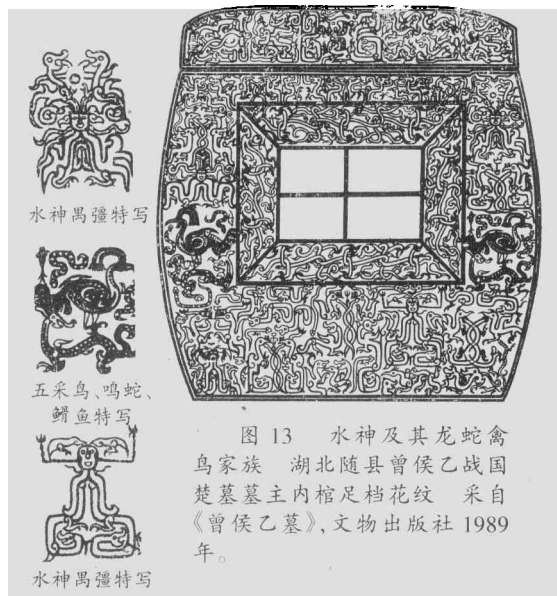 水神禺彊特写
五采鸟、鸣蛇、
鳛鱼特写
水神禺彊特写
图 13 水神及其龙蛇禽
鸟家族 湖北随县曾侯乙战国
楚墓墓主内棺足档花纹 采自
《曾侯乙墓》，文物出版社 1989
年。